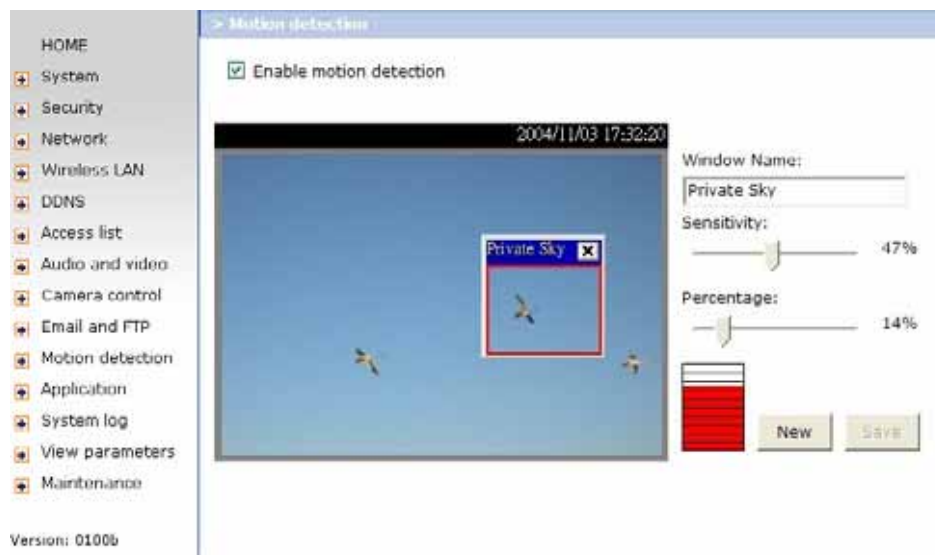 > Motion detection
HOME
System
Security
Network
Wireless LAN
DDNS
Access list
Audio and video
Camera control
Email and FTP
Motion detection
Application
System log
View parameters
Maintenance
Version: 0100b
Enable motion detection
2004/11/03 17:32:20
Private Sky
Window Name:
Private Sky
Sensitivity:
47%
Percentage:
14%
New
Save